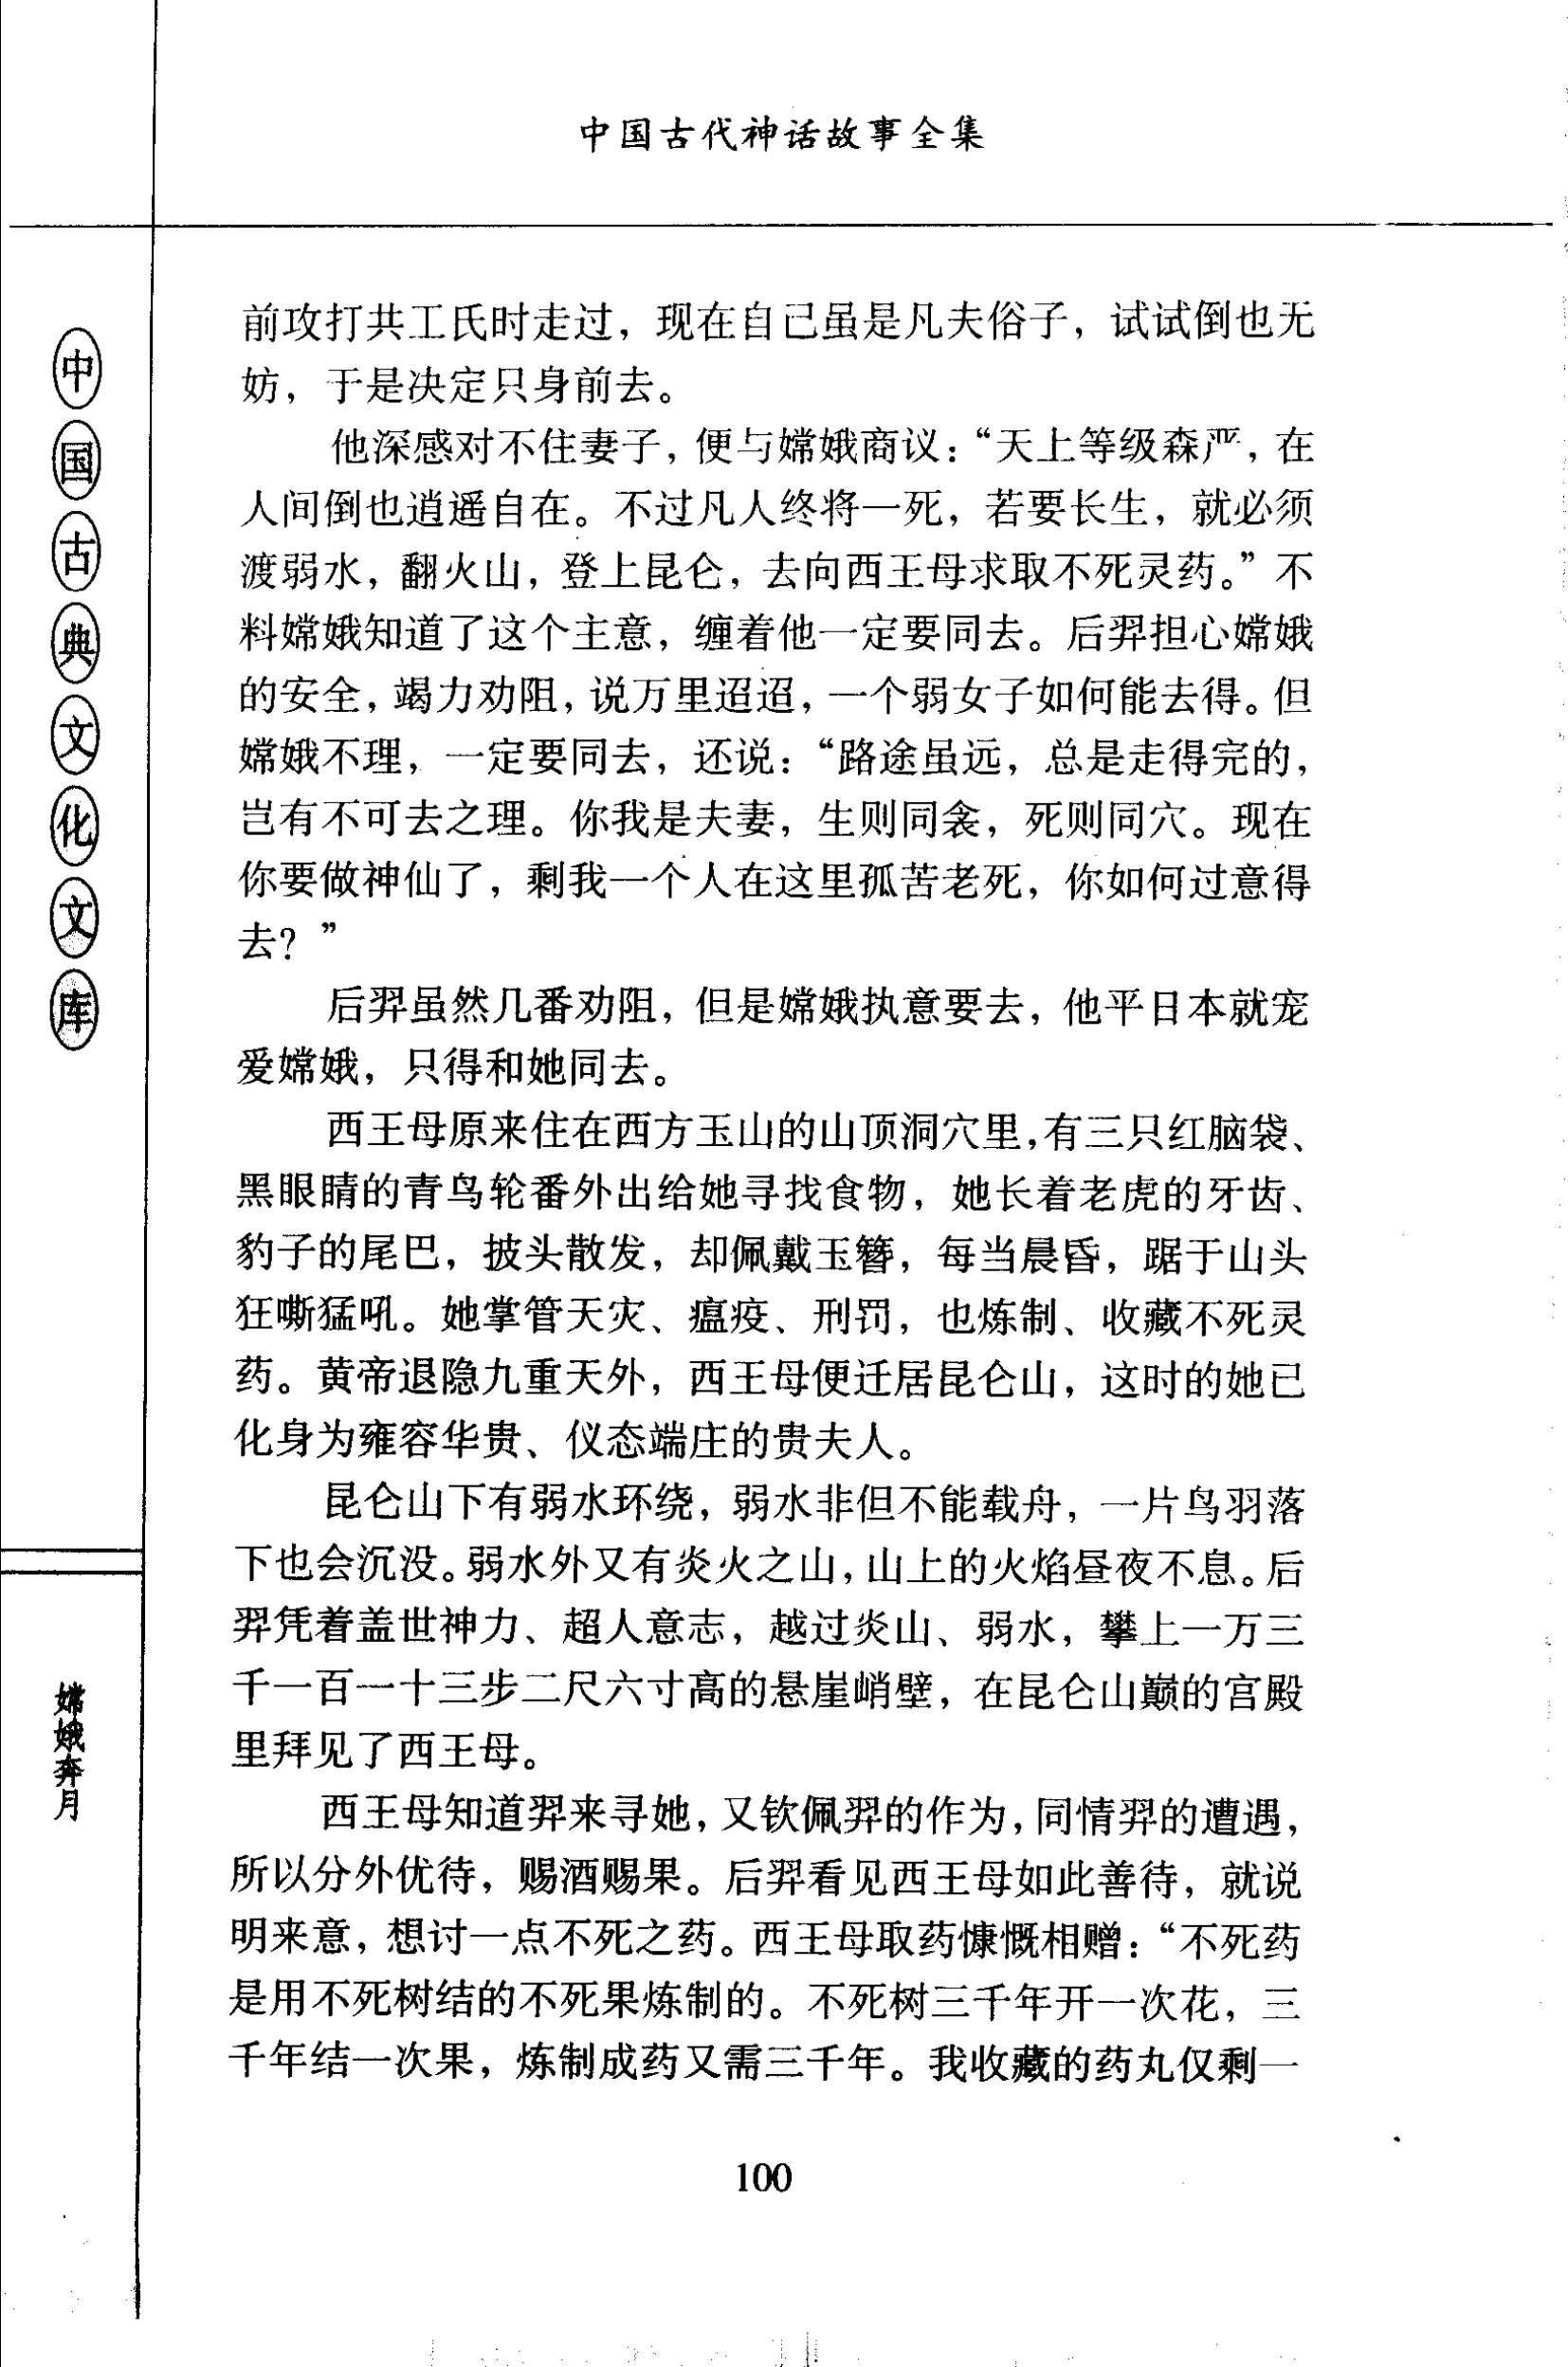 中国古代神话故事全集
中国古典文化文库
嫦娥奔月
前攻打共工氏时走过，现在自己虽是凡夫俗子，试试倒也无
妨，于是决定只身前去。
他深感对不住妻子，便与嫦娥商议：“天上等级森严，在
人间倒也逍遥自在。不过凡人终将一死，若要长生，就必须
渡弱水，翻火山，登上昆仑，去向西王母求取不死灵药。”不
料嫦娥知道了这个主意，缠着他一定要同去。后羿担心嫦娥
的安全，竭力劝阻，说万里迢迢，一个弱女子如何能去得。但
嫦娥不理，一定要同去，还说：“路途虽远，总是走得完的，
岂有不可去之理。你我是夫妻，生则同衾，死则同穴。现在
你要做神仙了，剩我一个人在这里孤苦老死，你如何过意得
去？”
后羿虽然几番劝阻，但是嫦娥执意要去，他平日本就宠
爱嫦娥，只得和她同去。
西王母原来住在西方玉山的山顶洞穴里，有三只红脑袋、
黑眼睛的青鸟轮番外出给她寻找食物，她长着老虎的牙齿、
豹子的尾巴，披头散发，却佩戴玉簪，每当晨昏，踞于山头
狂嘶猛吼。她掌管天灾、瘟疫、刑罚，也炼制、收藏不死灵
药。黄帝退隐九重天外，西王母便迁居昆仑山，这时的她已
化身为雍容华贵、仪态端庄的贵夫人。
昆仑山下有弱水环绕，弱水非但不能载舟，一片鸟羽落
下也会沉没。弱水外又有炎火之山，山上的火焰昼夜不息。后
羿凭着盖世神力、超人意志，越过炎山、弱水，攀上一万三
千一百一十三步二尺六寸高的悬崖峭壁，在昆仑山巅的宫殿
里拜见了西王母。
西王母知道羿来寻她，又钦佩羿的作为，同情羿的遭遇，
所以分外优待，赐酒赐果。后羿看见西王母如此善待，就说
明来意，想讨一点不死之药。西王母取药慷慨相赠：“不死药
是用不死树结的不死果炼制的。不死树三千年开一次花，三
千年结一次果，炼制成药又需三千年。我收藏的药丸仅剩一
100